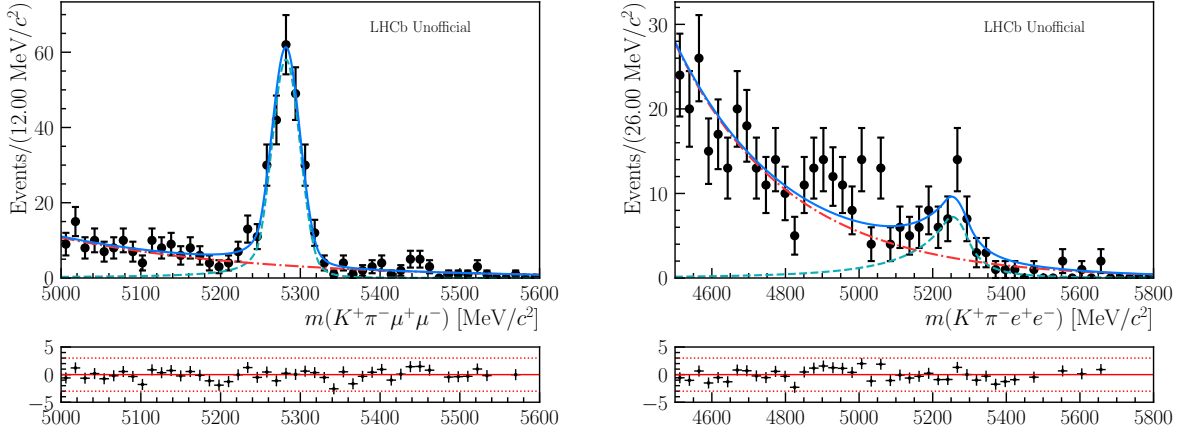 LHCb Unofficial
Events/(12.00 MeV/c²)
60
40
20
0
5000 5100 5200 5300 5400 5500 5600
m(K⁺π⁻μ⁺μ⁻) [MeV/c²]
5
0
−5
5000 5100 5200 5300 5400 5500 5600
LHCb Unofficial
Events/(26.00 MeV/c²)
30
20
10
0
4600 4800 5000 5200 5400 5600 5800
m(K⁺π⁻e⁺e⁻) [MeV/c²]
5
0
−5
4600 4800 5000 5200 5400 5600 5800